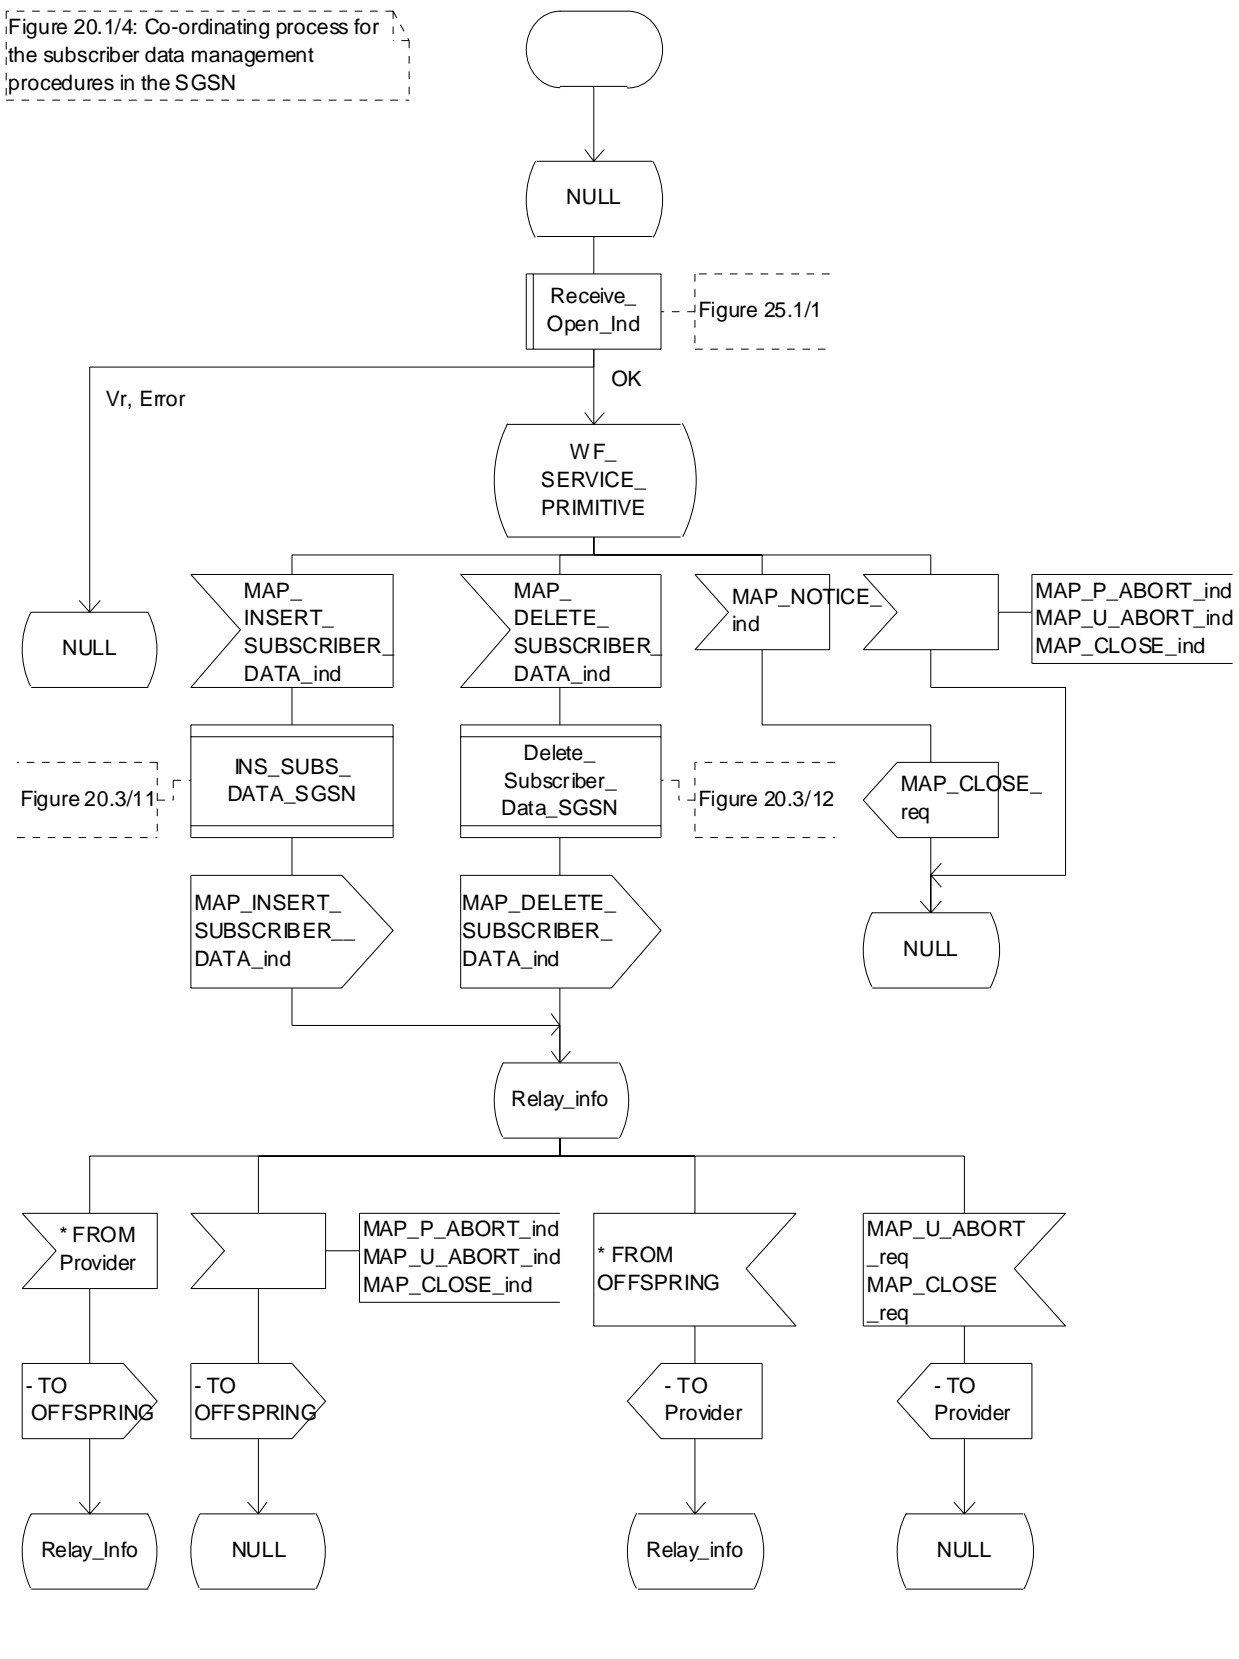 Figure 20.1/4: Co-ordinating process for
the subscriber data management
procedures in the SGSN
NULL
Receive_
Open_Ind
Figure 25.1/1
OK
Vr, Error
WF_
SERVICE_
PRIMITIVE
MAP_
INSERT_
SUBSCRIBER_
DATA_ind
MAP_
DELETE_
SUBSCRIBER_
DATA_ind
MAP_NOTICE_
ind
MAP_P_ABORT_ind
MAP_U_ABORT_ind
MAP_CLOSE_ind
NULL
Figure 20.3/11
INS_SUBS_
DATA_SGSN
Delete_
Subscriber_
Data_SGSN
Figure 20.3/12
MAP_CLOSE_
req
MAP_INSERT_
SUBSCRIBER__
DATA_ind
MAP_DELETE_
SUBSCRIBER_
DATA_ind
NULL
Relay_info
* FROM
Provider
MAP_P_ABORT_ind
MAP_U_ABORT_ind
MAP_CLOSE_ind
* FROM
OFFSPRING
MAP_U_ABORT
_req
MAP_CLOSE
_req
- TO
OFFSPRING
- TO
OFFSPRING
- TO
Provider
- TO
Provider
Relay_Info
NULL
Relay_info
NULL